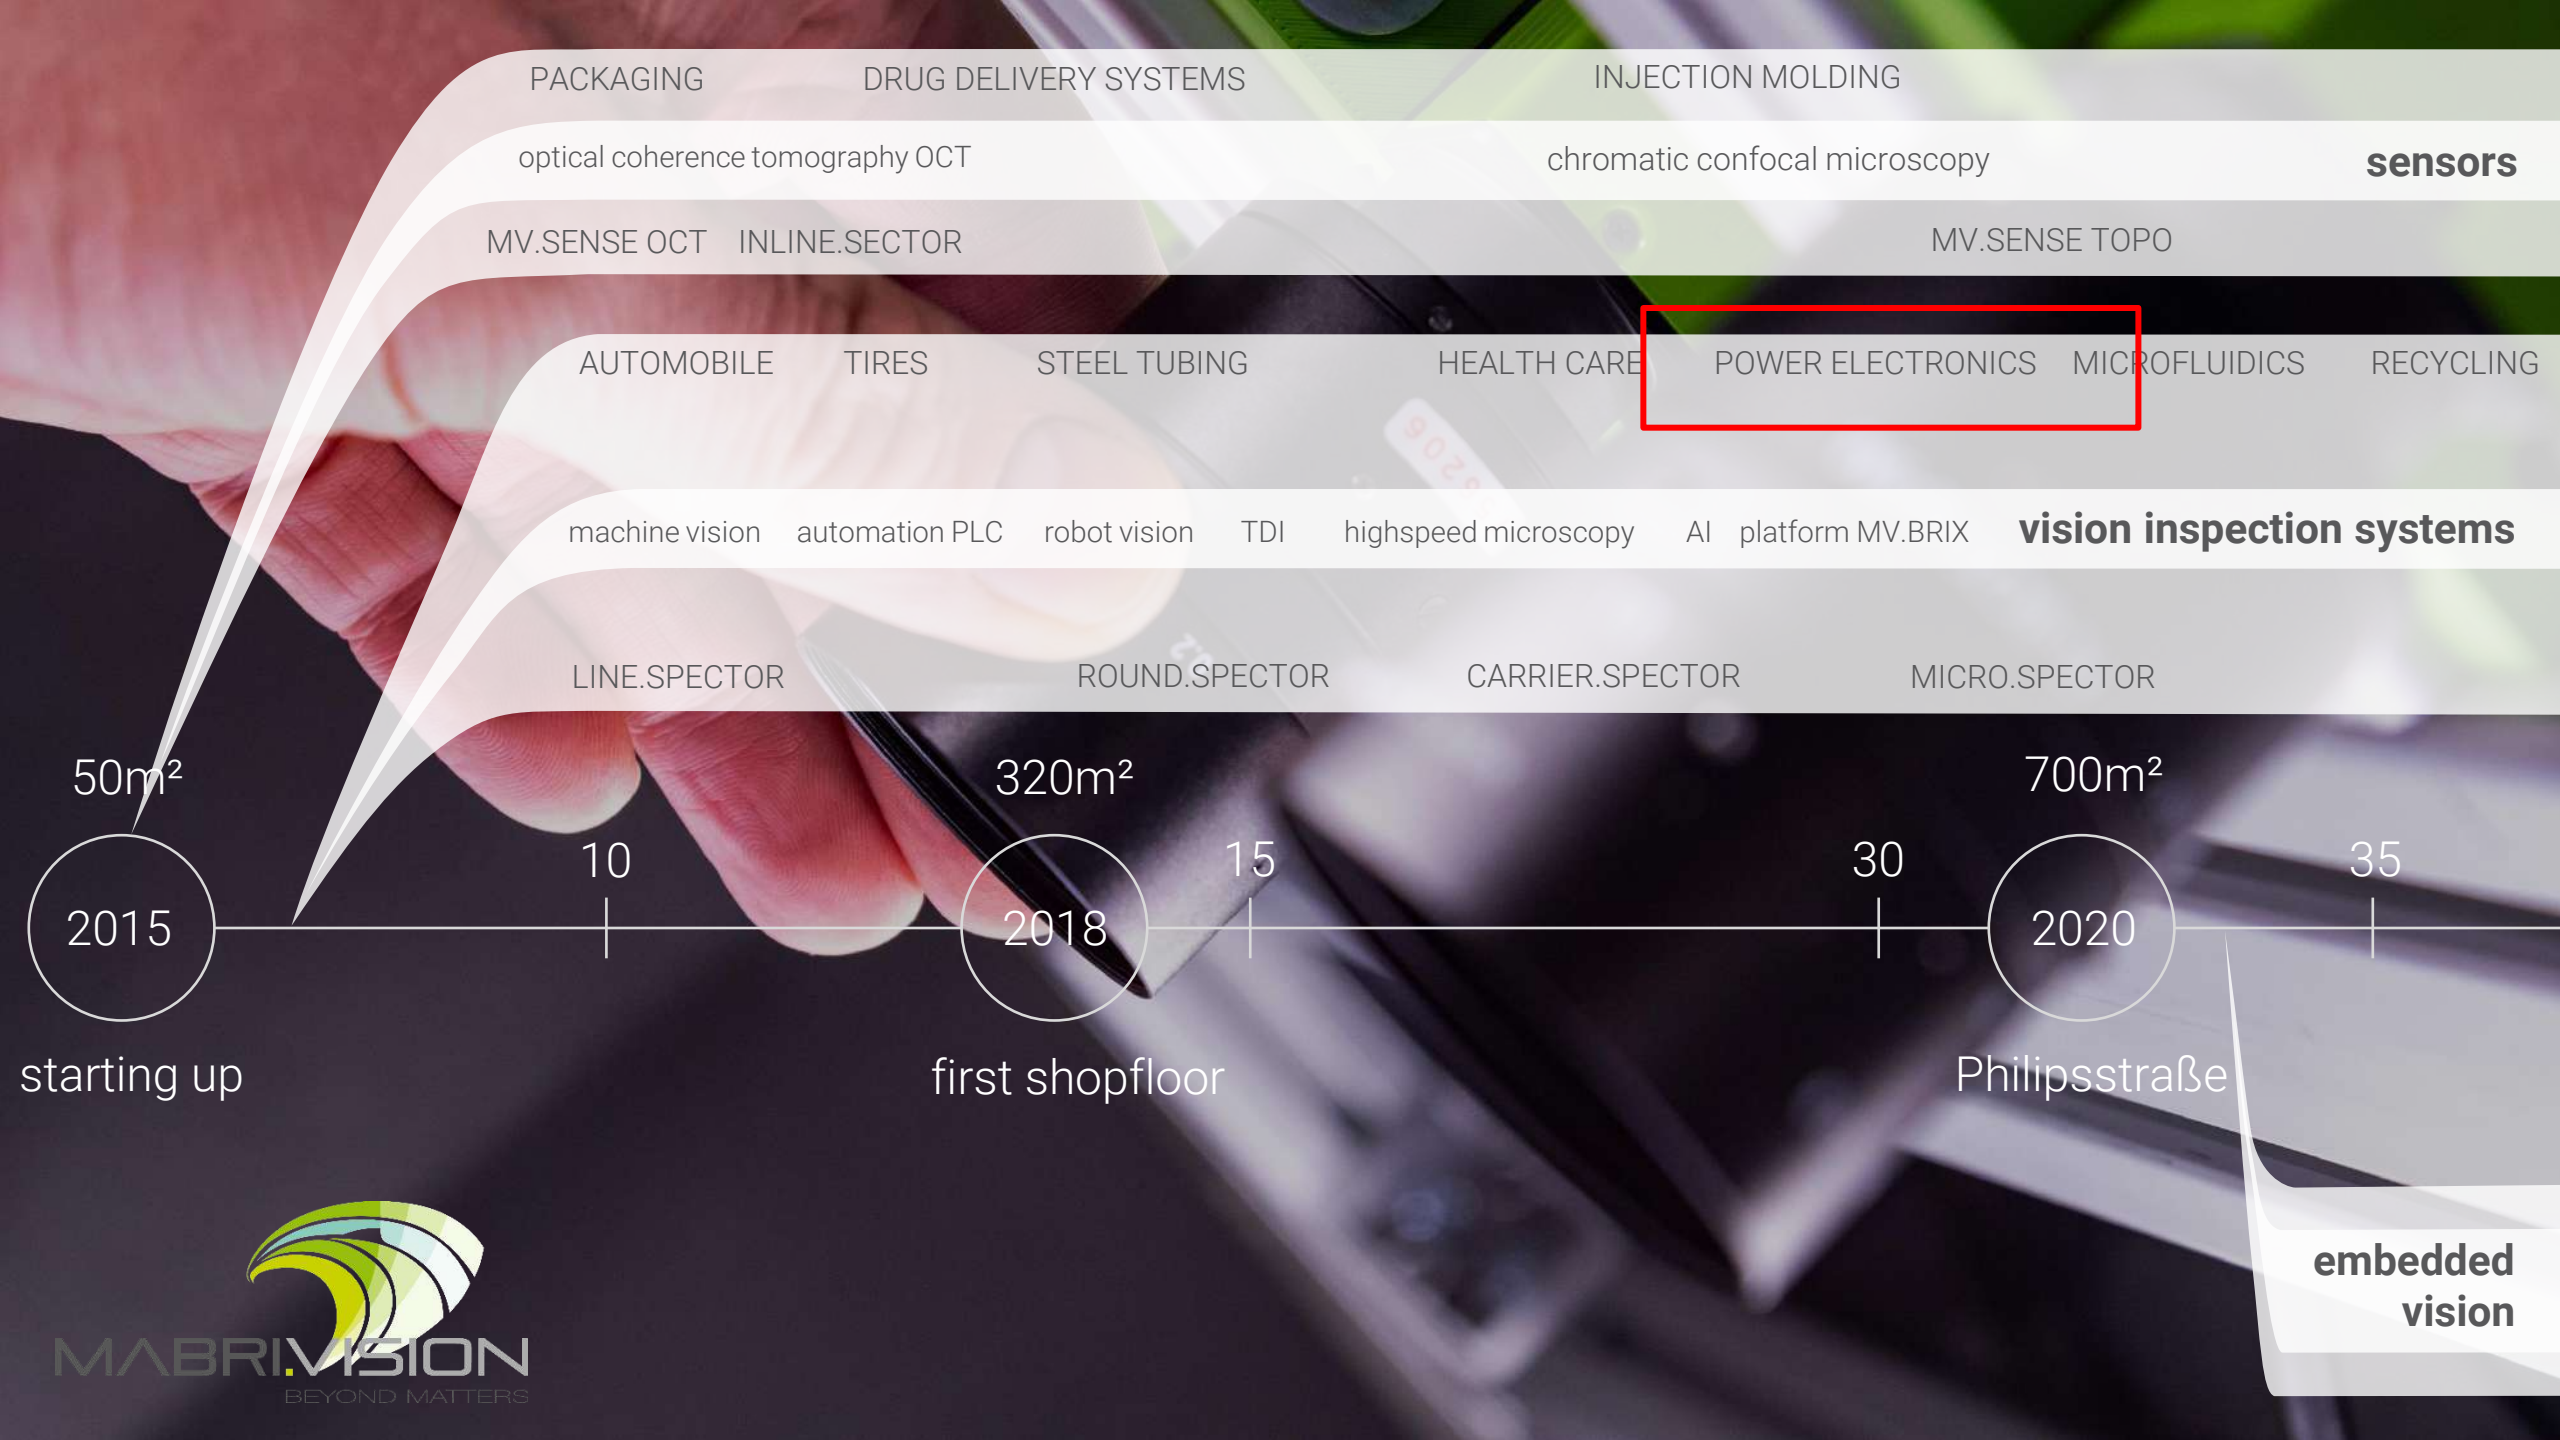 PACKAGING DRUG DELIVERY SYSTEMS INJECTION MOLDING
optical coherence tomography OCT chromatic confocal microscopy sensors
MV.SENSE OCT INLINE.SECTOR MV.SENSE TOPO
AUTOMOBILE TIRES STEEL TUBING HEALTH CARE POWER ELECTRONICS MICROFLUIDICS RECYCLING
machine vision automation PLC robot vision TDI highspeed microscopy AI platform MV.BRIX vision inspection systems
LINE.SPECTOR ROUND.SPECTOR CARRIER.SPECTOR MICRO.SPECTOR
50m² 320m² 700m²
10 15 30 35
2015 2018 2020
starting up first shopfloor Philipsstraße
embedded
vision
MABRI.VISION
BEYOND MATTERS